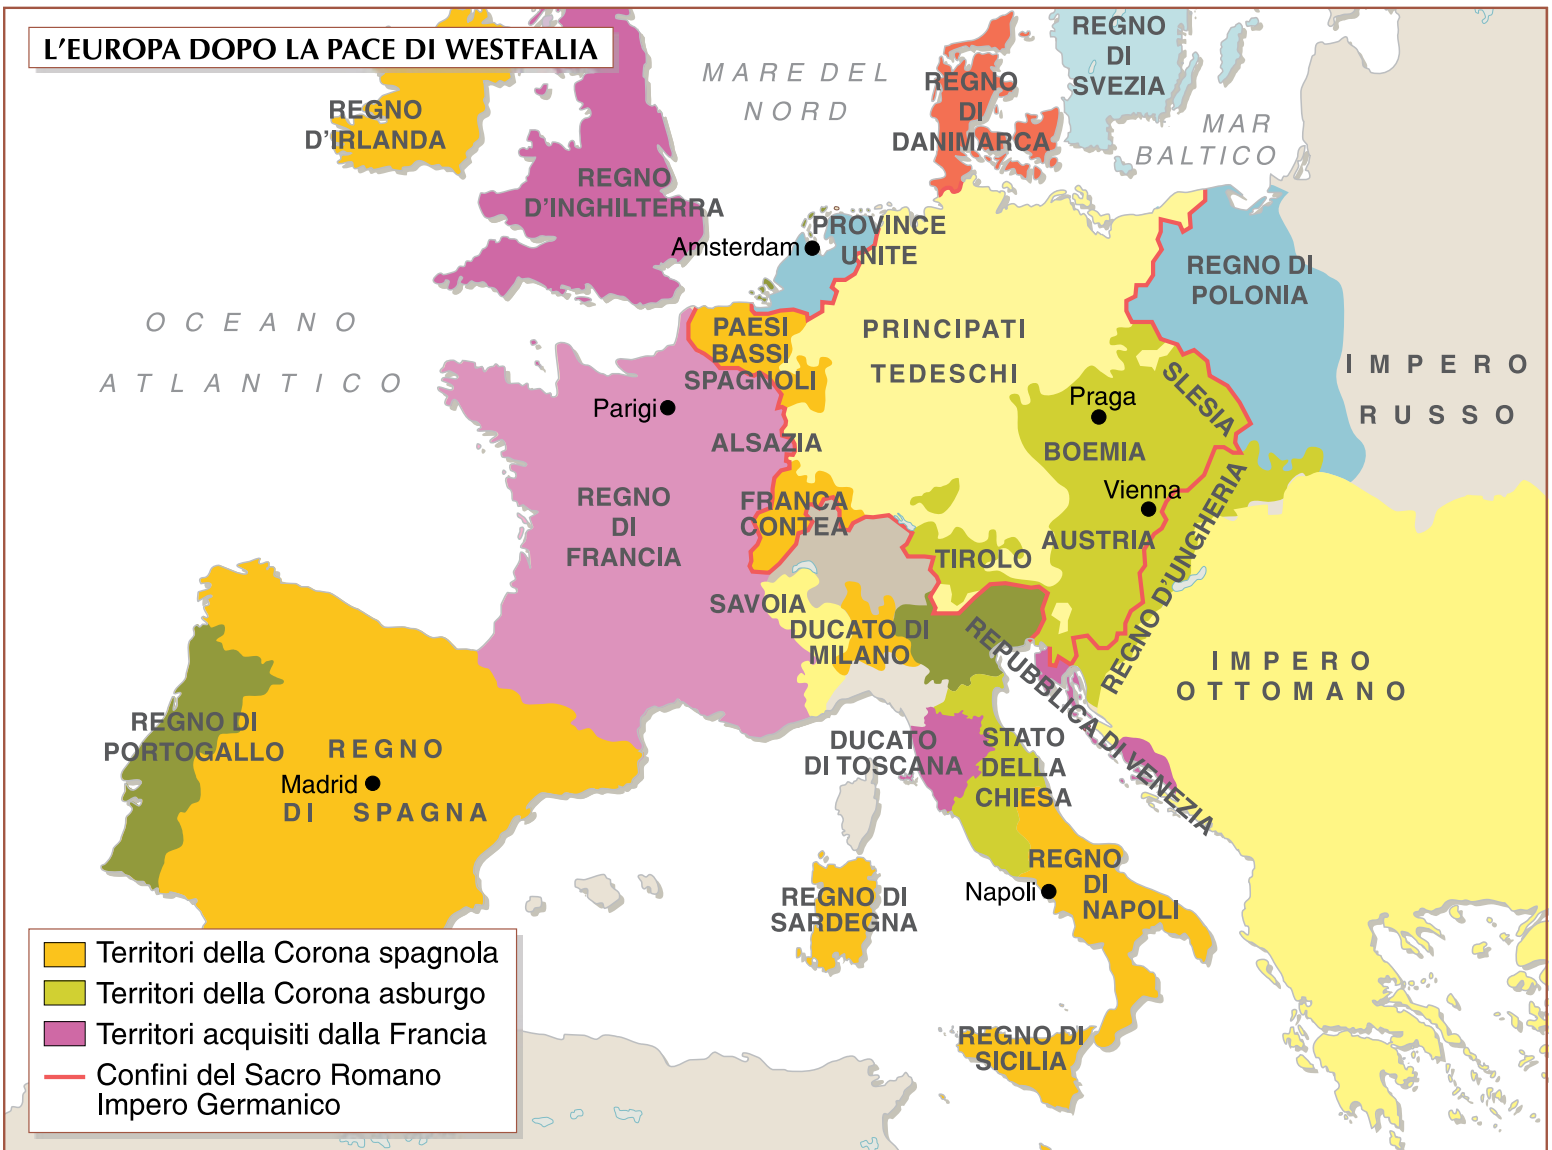 L'EUROPA DOPO LA PACE DI WESTFALIA
REGNO
D'IRLANDA
REGNO
D'INGHILTERRA
MARE DEL
NORD
REGNO
DI
DANIMARCA
REGNO
DI
SVEZIA
MAR
BALTICO
PROVINCE
UNITE
Amsterdam
REGNO DI
POLONIA
OCEANO
ATLANTICO
PAESI
BASSI
SPAGNOLI
PRINCIPATI
TEDESCHI
IMPERO
RUSSO
Parigi
Praga
SLESIA
ALSAZIA
BOEMIA
REGNO
DI
FRANCIA
FRANCA
CONTEA
Vienna
AUSTRIA
TIROLO
REGNO D'UNGHERIA
SAVOIA
DUCATO DI
MILANO
REPUBBLICA DI VENEZIA
IMPERO
OTTOMANO
REGNO DI
PORTOGALLO
REGNO
DI SPAGNA
Madrid
DUCATO
DI TOSCANA
STATO
DELLA
CHIESA
REGNO
DI
NAPOLI
Napoli
REGNO DI
SARDEGNA
REGNO DI
SICILIA
Territori della Corona spagnola
Territori della Corona asburgo
Territori acquisiti dalla Francia
Confini del Sacro Romano
Impero Germanico